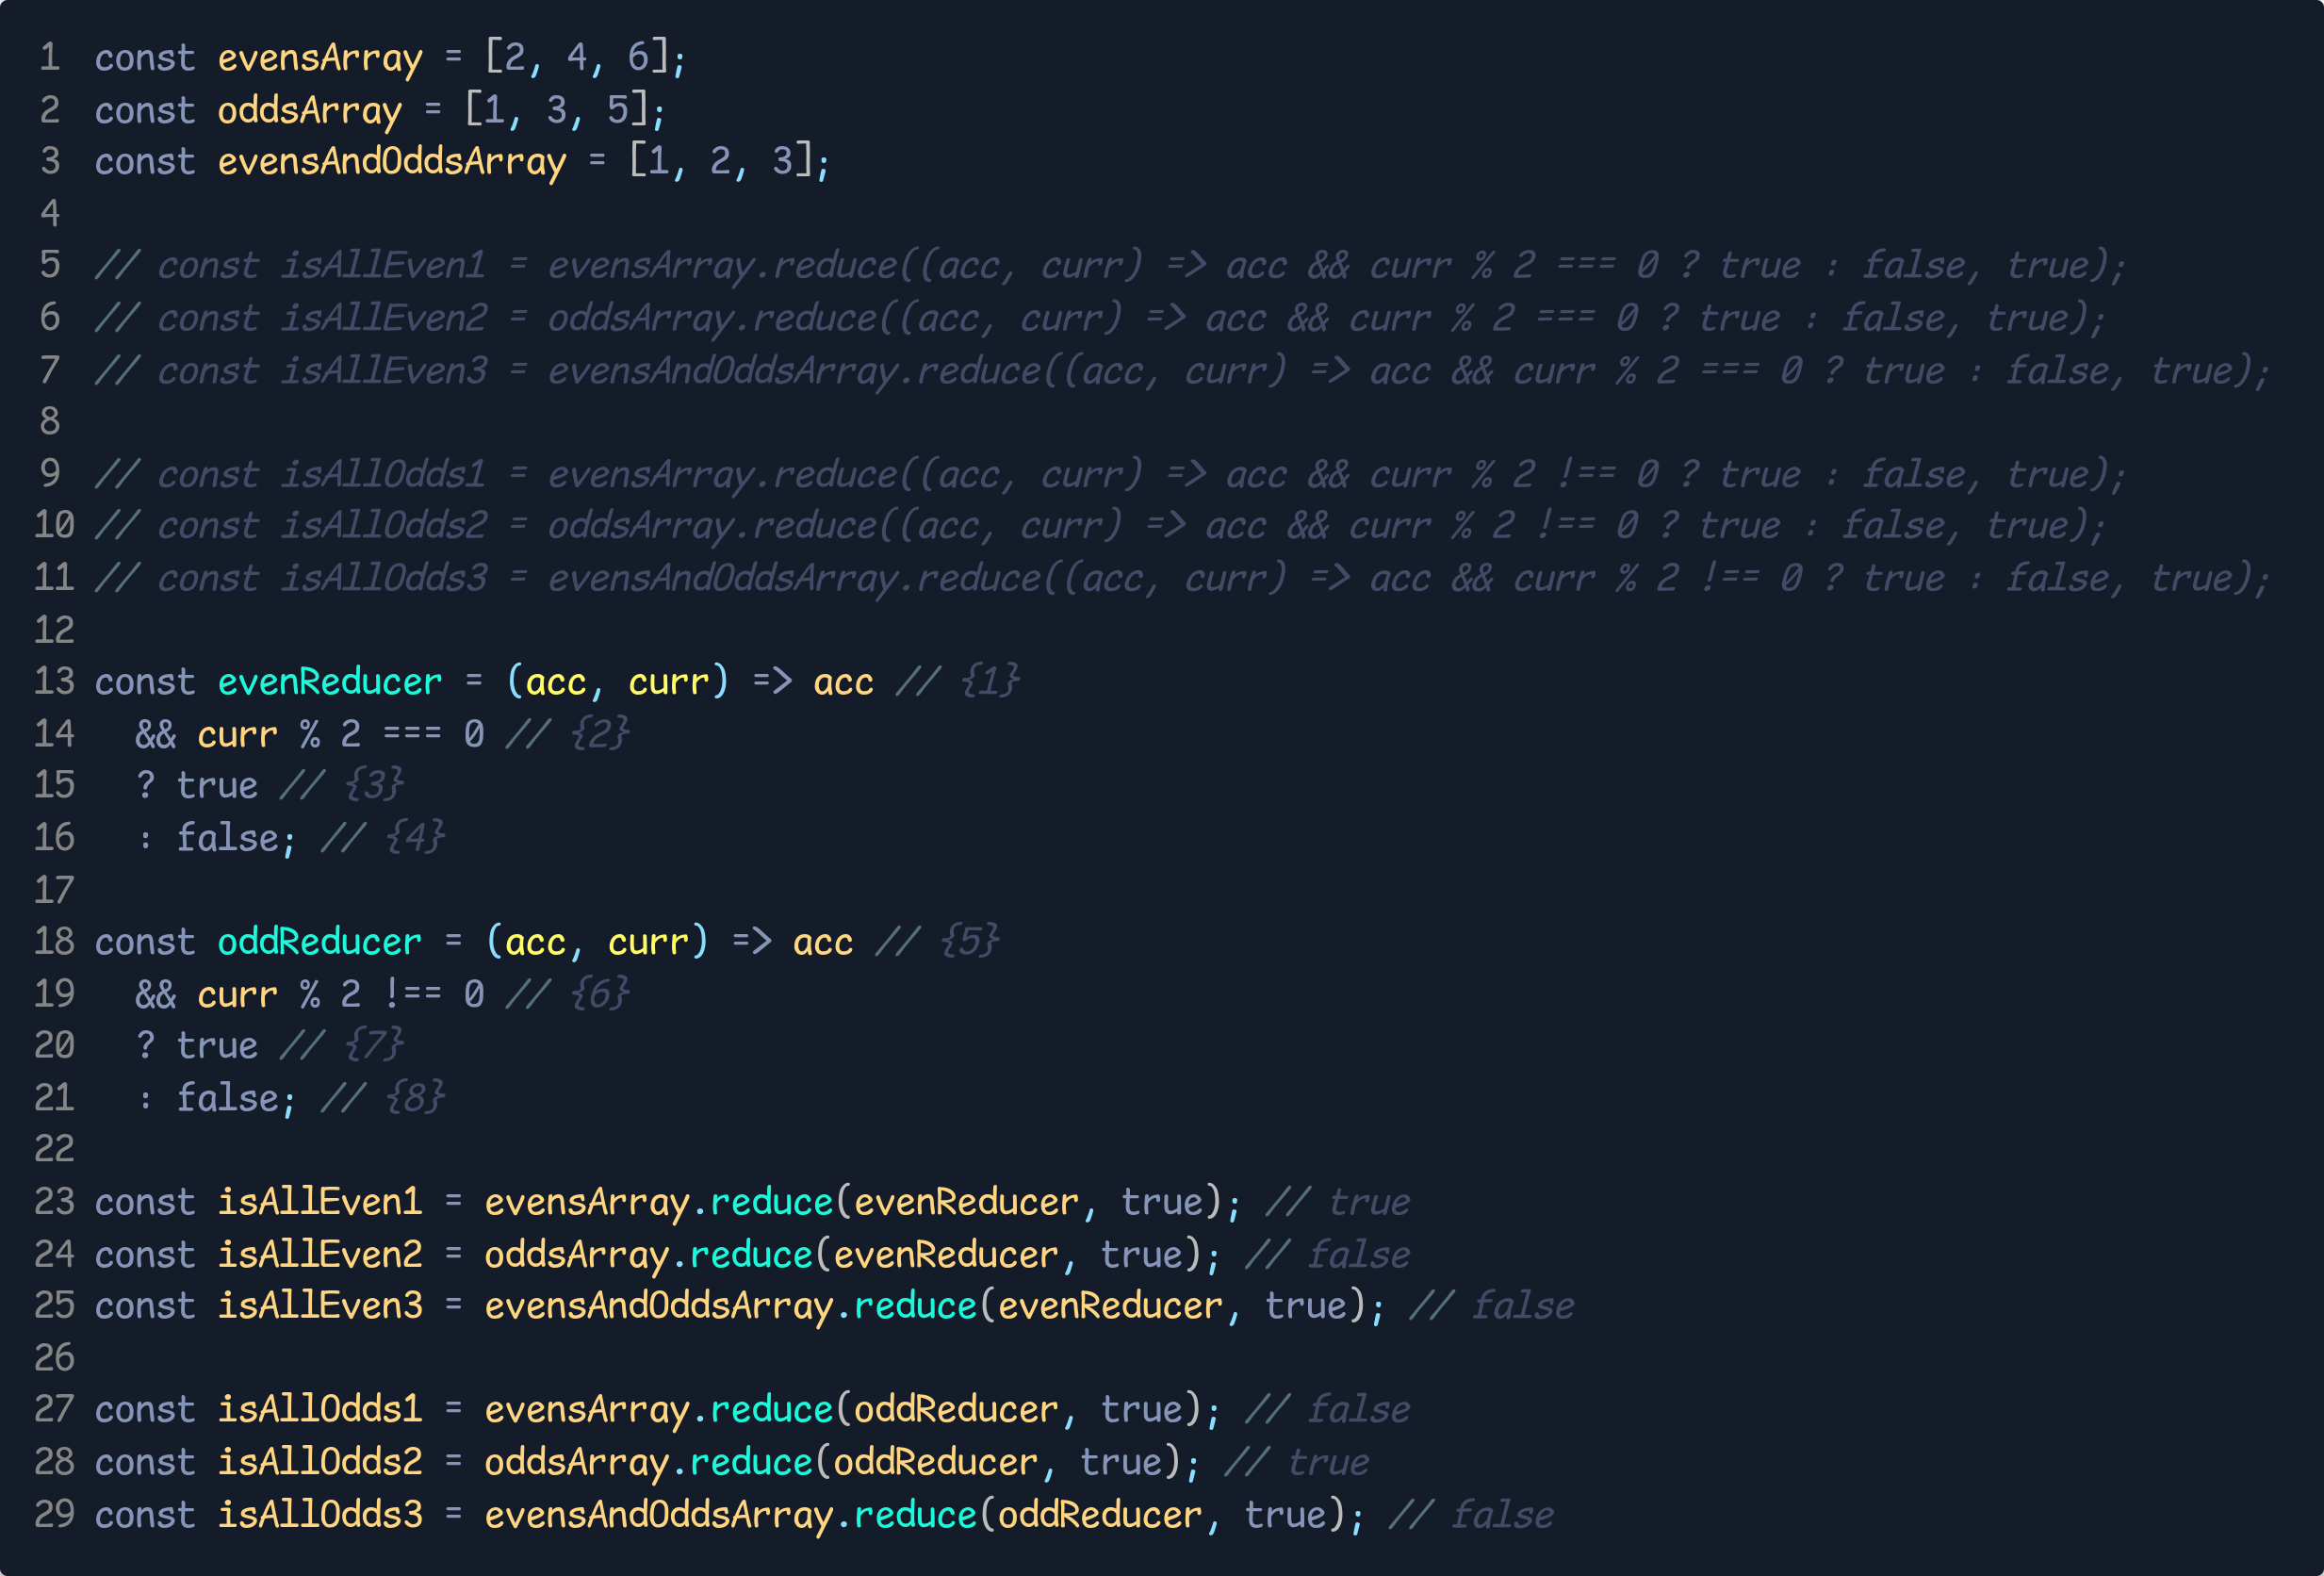 1 const evensArray = [2, 4, 6];
2 const oddsArray = [1, 3, 5];
3 const evensAndOddsArray = [1, 2, 3];
4
5 // const isAllEven1 = evensArray.reduce((acc, curr) => acc && curr % 2 === 0 ? true : false, true);
6 // const isAllEven2 = oddsArray.reduce((acc, curr) => acc && curr % 2 === 0 ? true : false, true);
7 // const isAllEven3 = evensAndOddsArray.reduce((acc, curr) => acc && curr % 2 === 0 ? true : false, true);
8
9 // const isAllOdds1 = evensArray.reduce((acc, curr) => acc && curr % 2 !== 0 ? true : false, true);
10 // const isAllOdds2 = oddsArray.reduce((acc, curr) => acc && curr % 2 !== 0 ? true : false, true);
11 // const isAllOdds3 = evensAndOddsArray.reduce((acc, curr) => acc && curr % 2 !== 0 ? true : false, true);
12
13 const evenReducer = (acc, curr) => acc // {1}
14   && curr % 2 === 0 // {2}
15   ? true // {3}
16   : false; // {4}
17
18 const oddReducer = (acc, curr) => acc // {5}
19   && curr % 2 !== 0 // {6}
20   ? true // {7}
21   : false; // {8}
22
23 const isAllEven1 = evensArray.reduce(evenReducer, true); // true
24 const isAllEven2 = oddsArray.reduce(evenReducer, true); // false
25 const isAllEven3 = evensAndOddsArray.reduce(evenReducer, true); // false
26
27 const isAllOdds1 = evensArray.reduce(oddReducer, true); // false
28 const isAllOdds2 = oddsArray.reduce(oddReducer, true); // true
29 const isAllOdds3 = evensAndOddsArray.reduce(oddReducer, true); // false